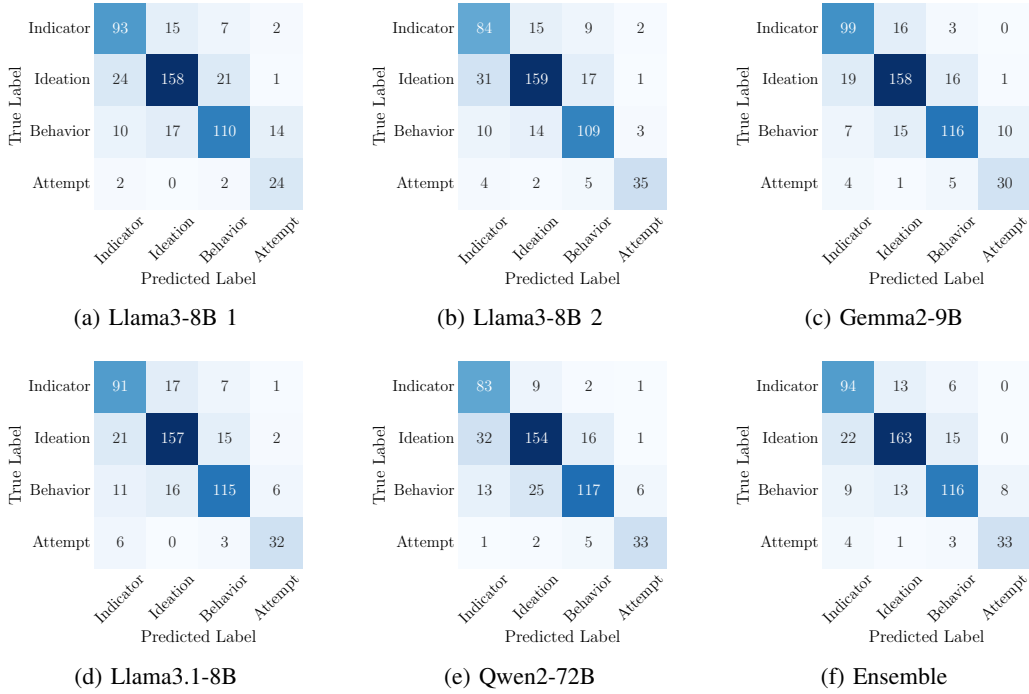 Indicator 93 15 7 2
Ideation 24 158 21 1
Behavior 10 17 110 14
Attempt 2 0 2 24
True Label
Indicator Ideation Behavior Attempt
Predicted Label
(a) Llama3-8B 1
Indicator 84 15 9 2
Ideation 31 159 17 1
Behavior 10 14 109 3
Attempt 4 2 5 35
True Label
Indicator Ideation Behavior Attempt
Predicted Label
(b) Llama3-8B 2
Indicator 99 16 3 0
Ideation 19 158 16 1
Behavior 7 15 116 10
Attempt 4 1 5 30
True Label
Indicator Ideation Behavior Attempt
Predicted Label
(c) Gemma2-9B
Indicator 91 17 7 1
Ideation 21 157 15 2
Behavior 11 16 115 6
Attempt 6 0 3 32
True Label
Indicator Ideation Behavior Attempt
Predicted Label
(d) Llama3.1-8B
Indicator 83 9 2 1
Ideation 32 154 16 1
Behavior 13 25 117 6
Attempt 1 2 5 33
True Label
Indicator Ideation Behavior Attempt
Predicted Label
(e) Qwen2-72B
Indicator 94 13 6 0
Ideation 22 163 15 0
Behavior 9 13 116 8
Attempt 4 1 3 33
True Label
Indicator Ideation Behavior Attempt
Predicted Label
(f) Ensemble